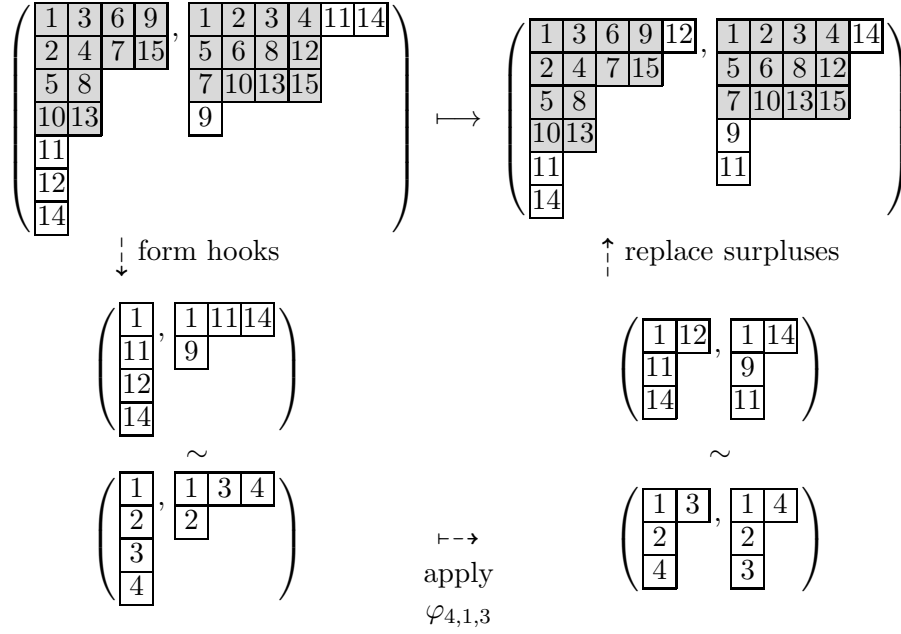 ( 1 3 6 9 , 1 2 3 4 11 14 ) ( 1 3 6 9 12 , 1 2 3 4 14 )
2 4 7 15 5 6 8 12 2 4 7 15 5 6 8 12
5 8 7 10 13 15 ⟼ 5 8 7 10 13 15
10 13 9 10 13 9
11 11 11
12 14
14
⇣ form hooks ⇡ replace surpluses
( 1 , 1 11 14 ) ( 1 12 , 1 14 )
11 9 11 9
12 14 11
14
∼ ∼
( 1 , 1 3 4 ) ( 1 3 , 1 4 )
2 2 2 2
3 4 3
4
⤏
apply
φ4,1,3